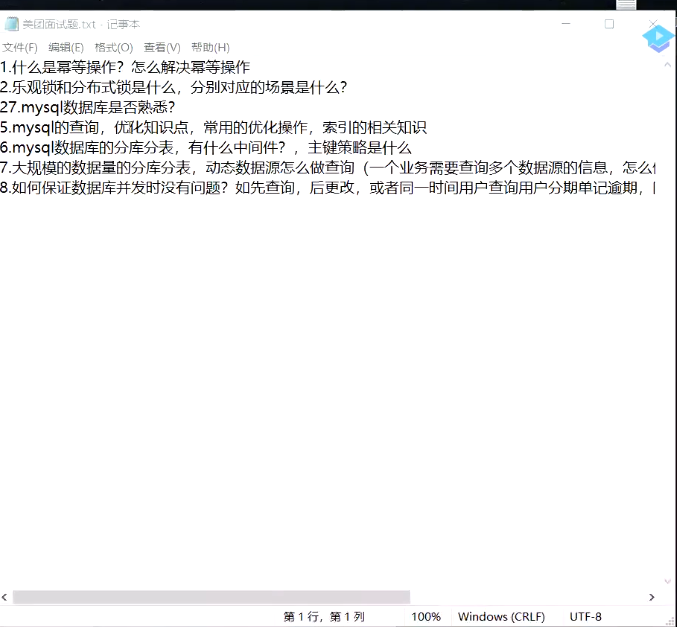 美团面试题.txt - 记事本
文件(F) 编辑(E) 格式(O) 查看(V) 帮助(H)
1.什么是幂等操作？怎么解决幂等操作
2.乐观锁和分布式锁是什么，分别对应的场景是什么？
27.mysql数据库是否熟悉？
5.mysql的查询，优化知识点，常用的优化操作，索引的相关知识
6.mysql数据库的分库分表，有什么中间件？，主键策略是什么
7.大规模的数据量的分库分表，动态数据源怎么做查询（一个业务需要查询多个数据源的信息，怎么
8.如何保证数据库并发时没有问题？如先查询，后更改，或者同一时间用户查询用户分期单记逾期，
第 1 行，第 1 列 100% Windows (CRLF) UTF-8